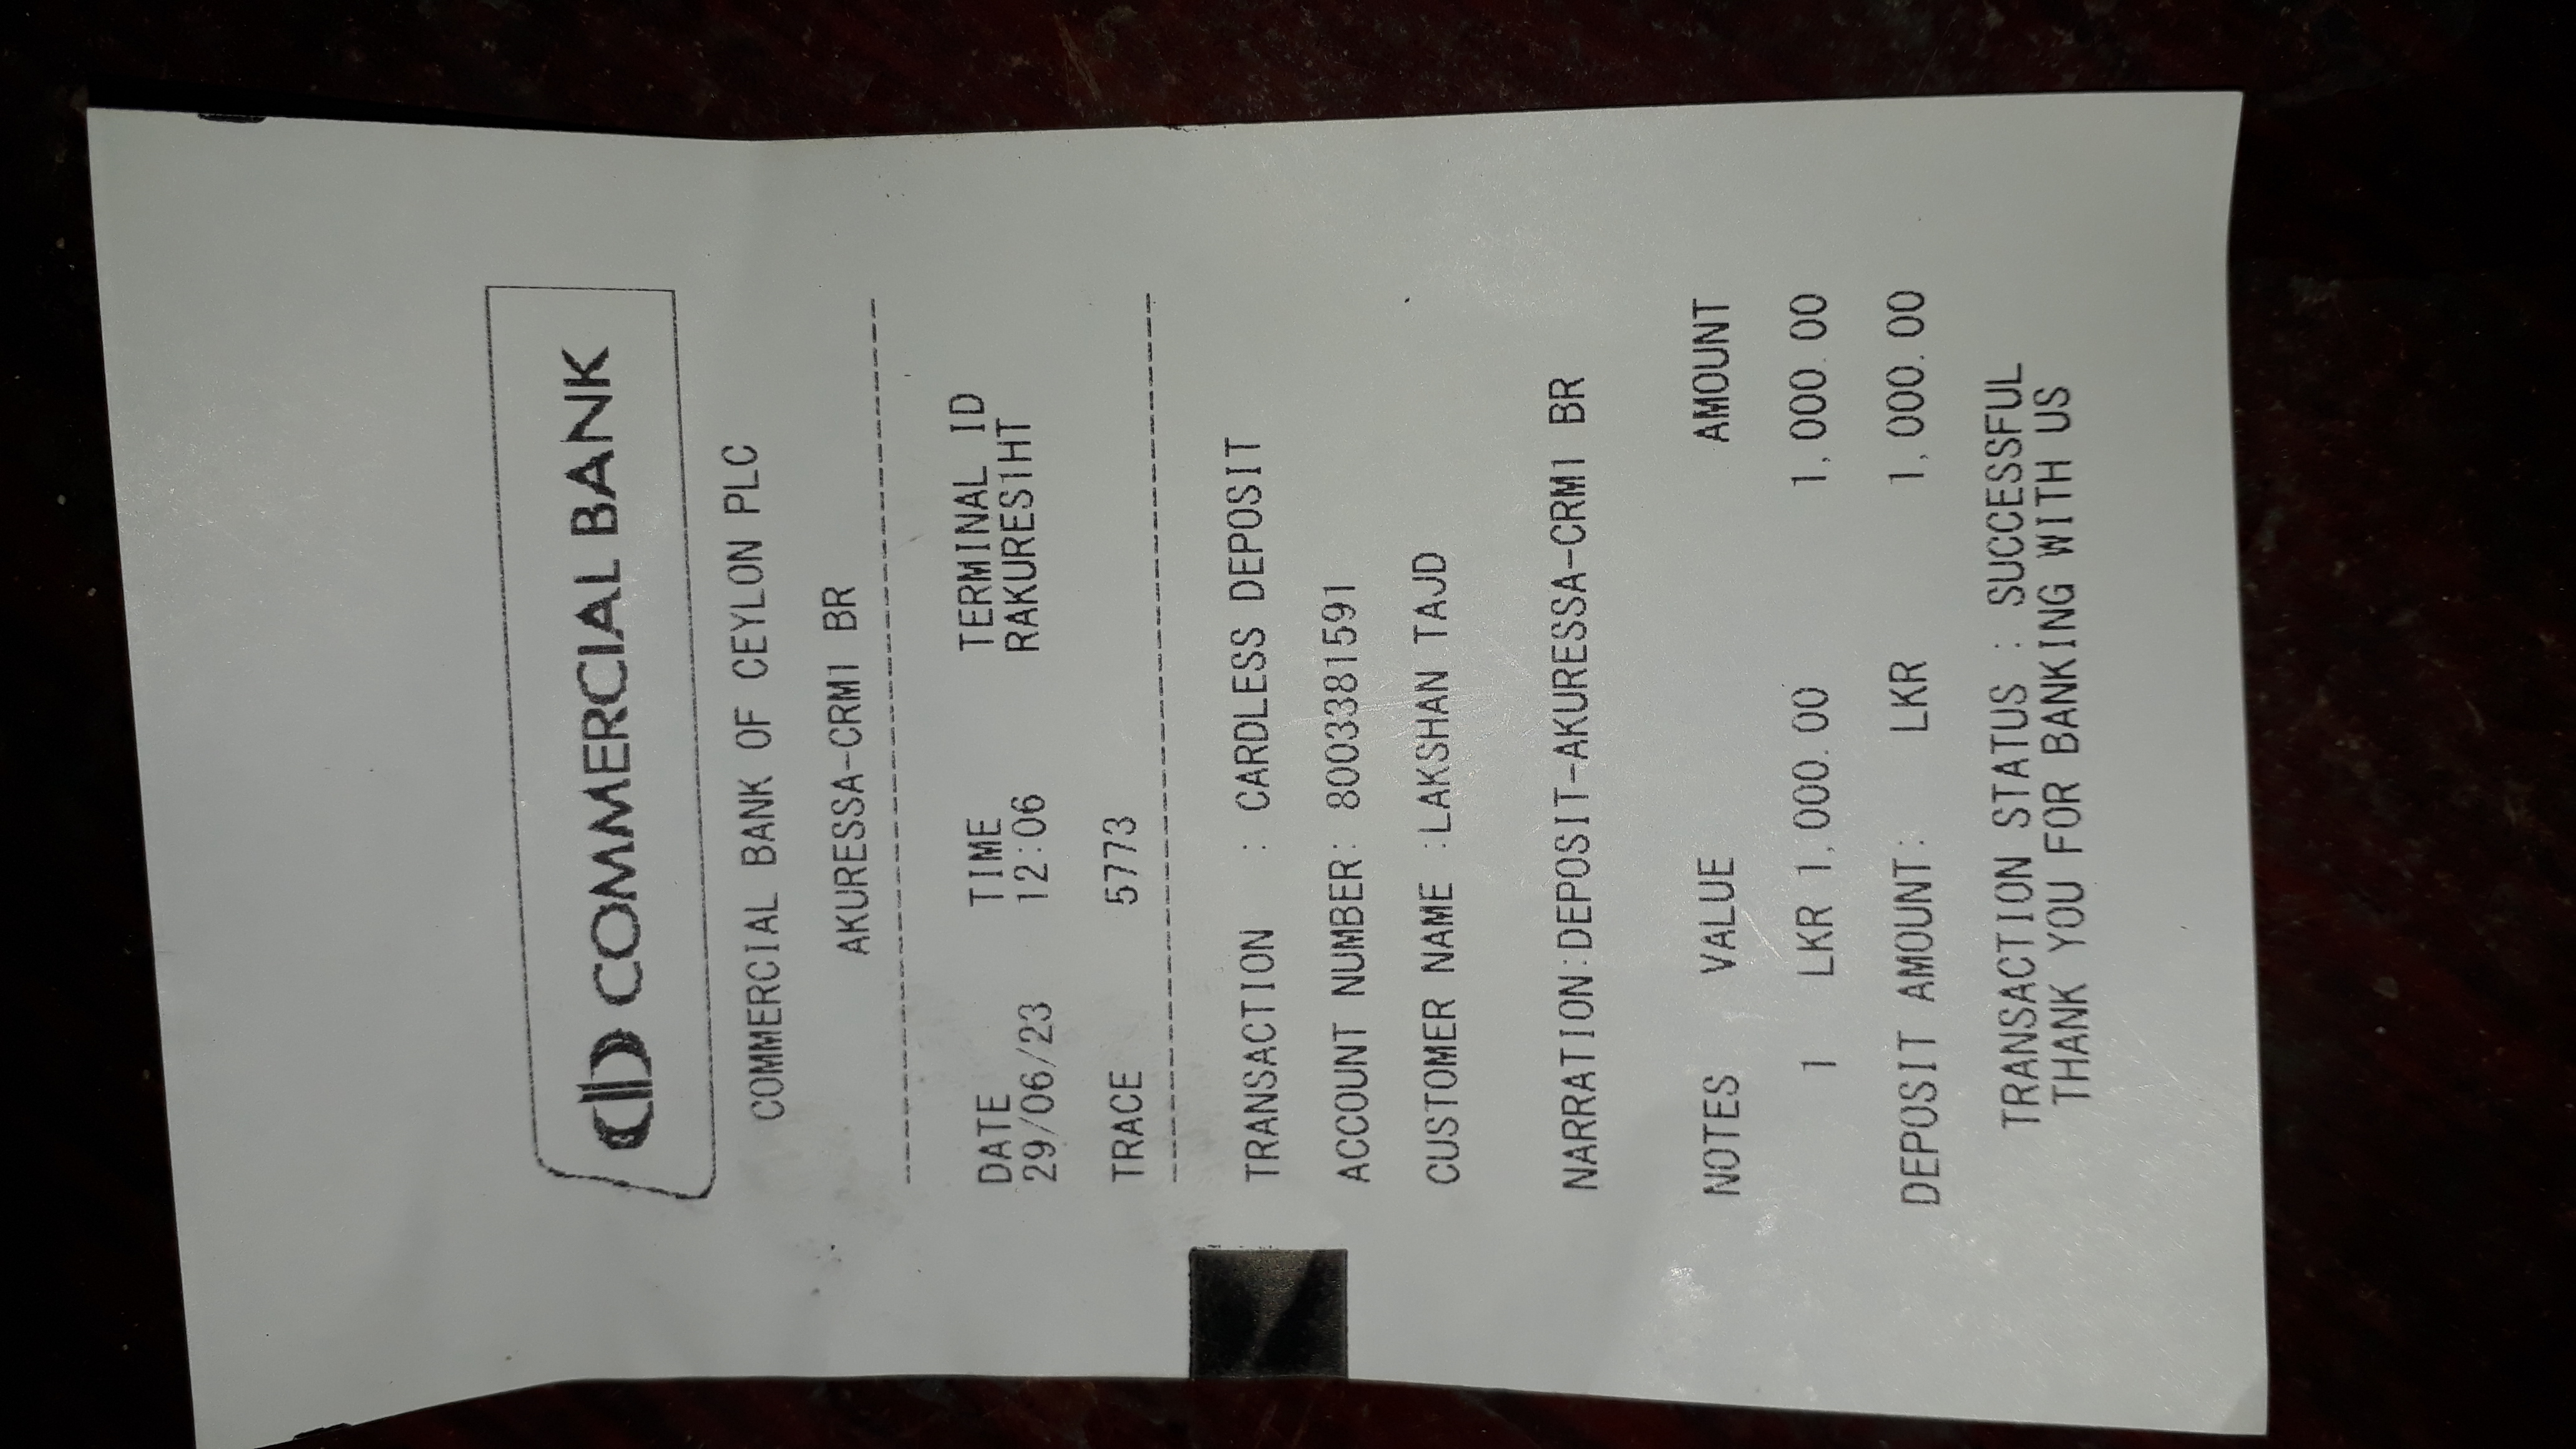 COMMERCIAL BANK
COMMERCIAL BANK OF CEYLON PLC
AKURESSA-CRM1 BR
DATE TIME TERMINAL ID
29/06/23 12:06 RAKURES1HT
TRACE 5773
TRANSACTION : CARDLESS DEPOSIT
ACCOUNT NUMBER: 8003381591
CUSTOMER NAME :LAKSHAN TAJD
NARRATION:DEPOSIT-AKURESSA-CRM1 BR
NOTES VALUE AMOUNT
1 LKR 1,000.00 1,000.00
DEPOSIT AMOUNT: LKR 1,000.00
TRANSACTION STATUS : SUCCESSFUL
THANK YOU FOR BANKING WITH US